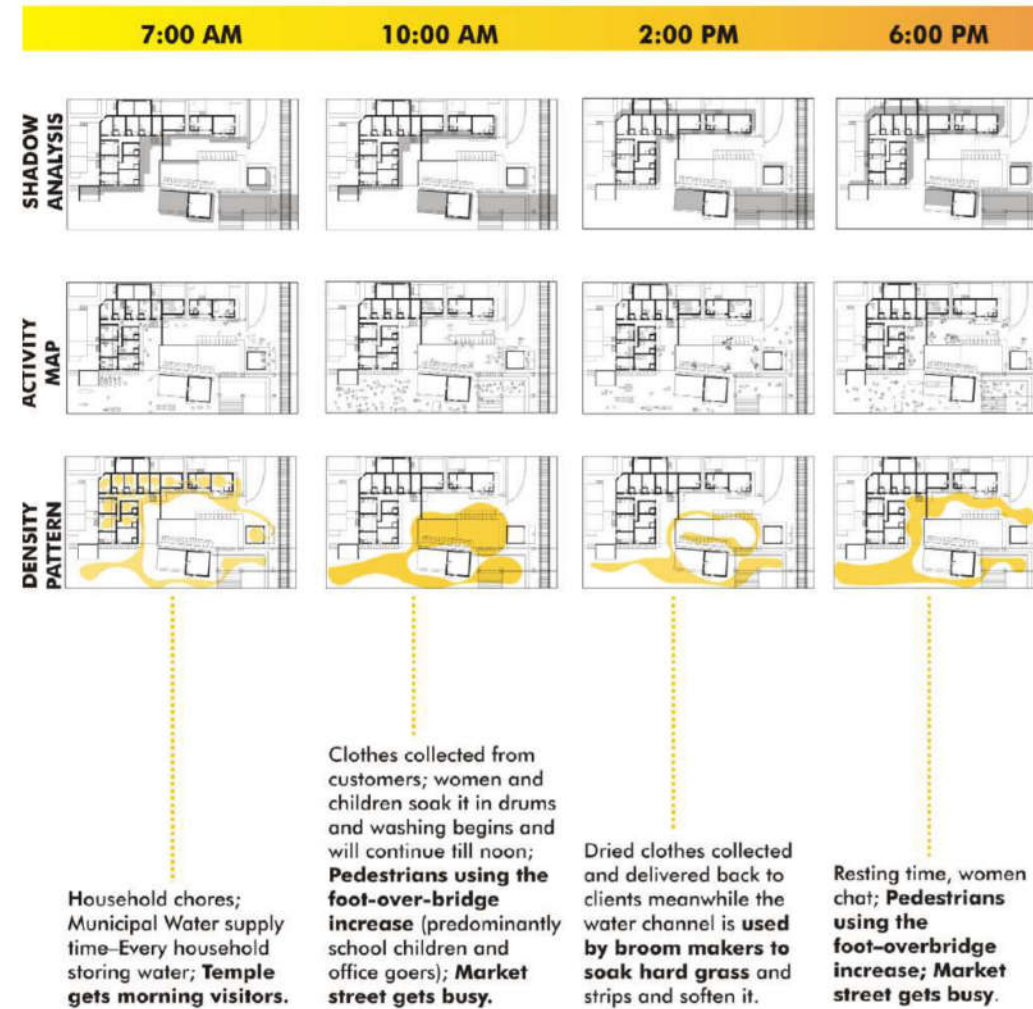 7:00 AM
10:00 AM
2:00 PM
6:00 PM
SHADOW
ANALYSIS
ACTIVITY
MAP
DENSITY
PATTERN
Household chores;
Municipal Water supply
time–Every household
storing water; Temple
gets morning visitors.
Clothes collected from
customers; women and
children soak it in drums
and washing begins and
will continue till noon;
Pedestrians using the
foot-over-bridge
increase (predominantly
school children and
office goers); Market
street gets busy.
Dried clothes collected
and delivered back to
clients meanwhile the
water channel is used
by broom makers to
soak hard grass and
strips and soften it.
Resting time, women
chat; Pedestrians
using the
foot–overbridge
increase; Market
street gets busy.